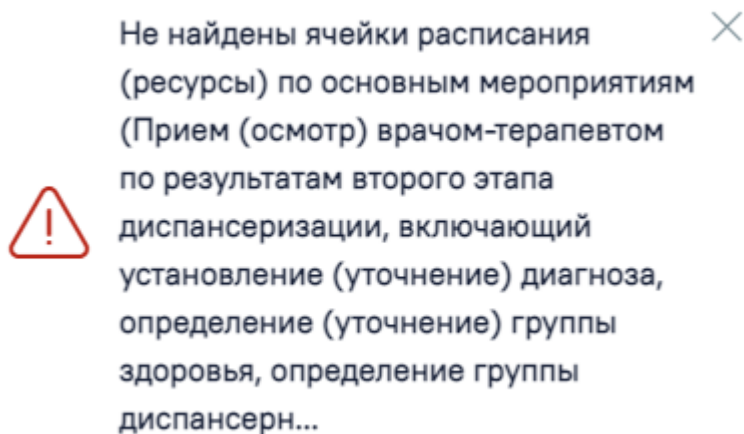 Не найдены ячейки расписания
(ресурсы) по основным мероприятиям
(Прием (осмотр) врачом-терапевтом
по результатам второго этапа
диспансеризации, включающий
установление (уточнение) диагноза,
определение (уточнение) группы
здоровья, определение группы
диспансерн...